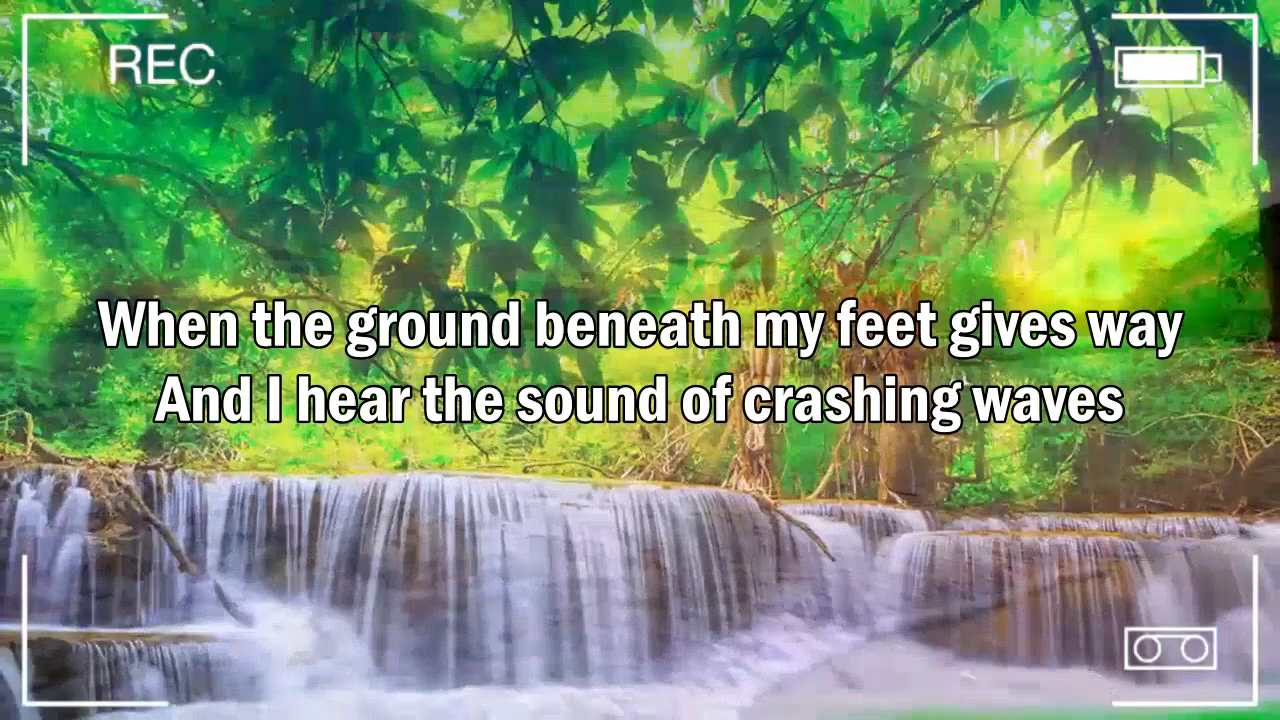 REC
When the ground beneath my feet gives way
And I hear the sound of crashing waves